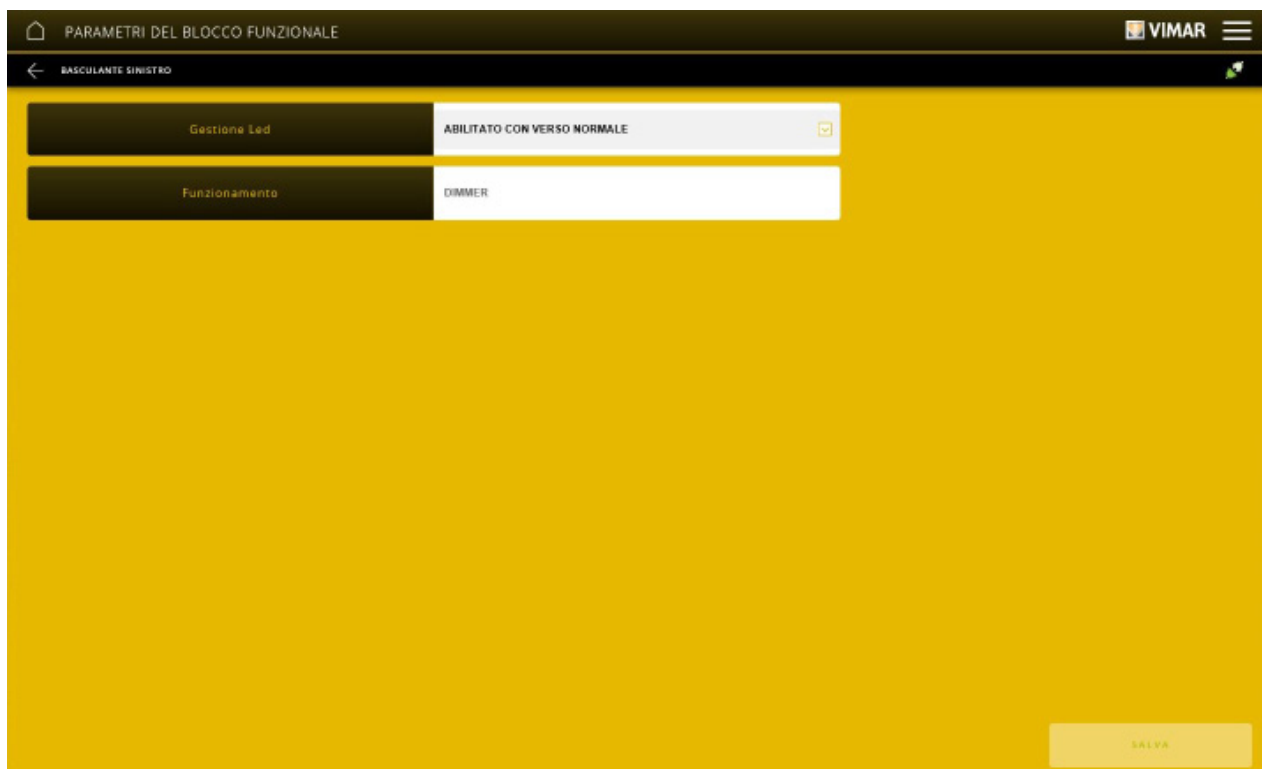 PARAMETRI DEL BLOCCO FUNZIONALE
VIMAR
BASCULANTE SINISTRO
Gestione Led
ABILITATO CON VERSO NORMALE
Funzionamento
DIMMER
SALVA